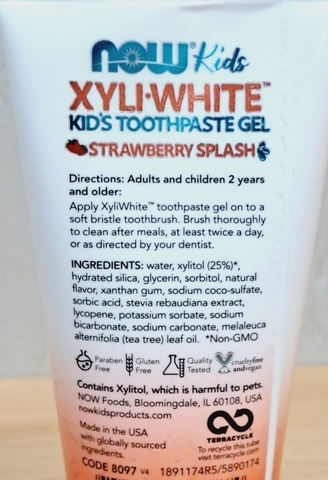 NOW® Kids
XYLI·WHITE™
KID'S TOOTHPASTE GEL
STRAWBERRY SPLASH
Directions: Adults and children 2 years
and older:
Apply XyliWhite™ toothpaste gel on to a
soft bristle toothbrush. Brush thoroughly
to clean after meals, at least twice a day,
or as directed by your dentist.
INGREDIENTS: water, xylitol (25%)*,
hydrated silica, glycerin, sorbitol, natural
flavor, xanthan gum, sodium coco-sulfate,
sorbic acid, stevia rebaudiana extract,
lycopene, potassium sorbate, sodium
bicarbonate, sodium carbonate, melaleuca
alternifolia (tea tree) leaf oil. *Non-GMO
Paraben Free
Gluten Free
Quality Tested
crueltyfree and vegan
Contains Xylitol, which is harmful to pets.
NOW Foods, Bloomingdale, IL 60108, USA
nowkidsproducts.com
Made in the USA
with globally sourced
ingredients.
TERRACYCLE
To recycle this tube
visit terracycle.com
CODE 8097 V4 1891174R5/5890174